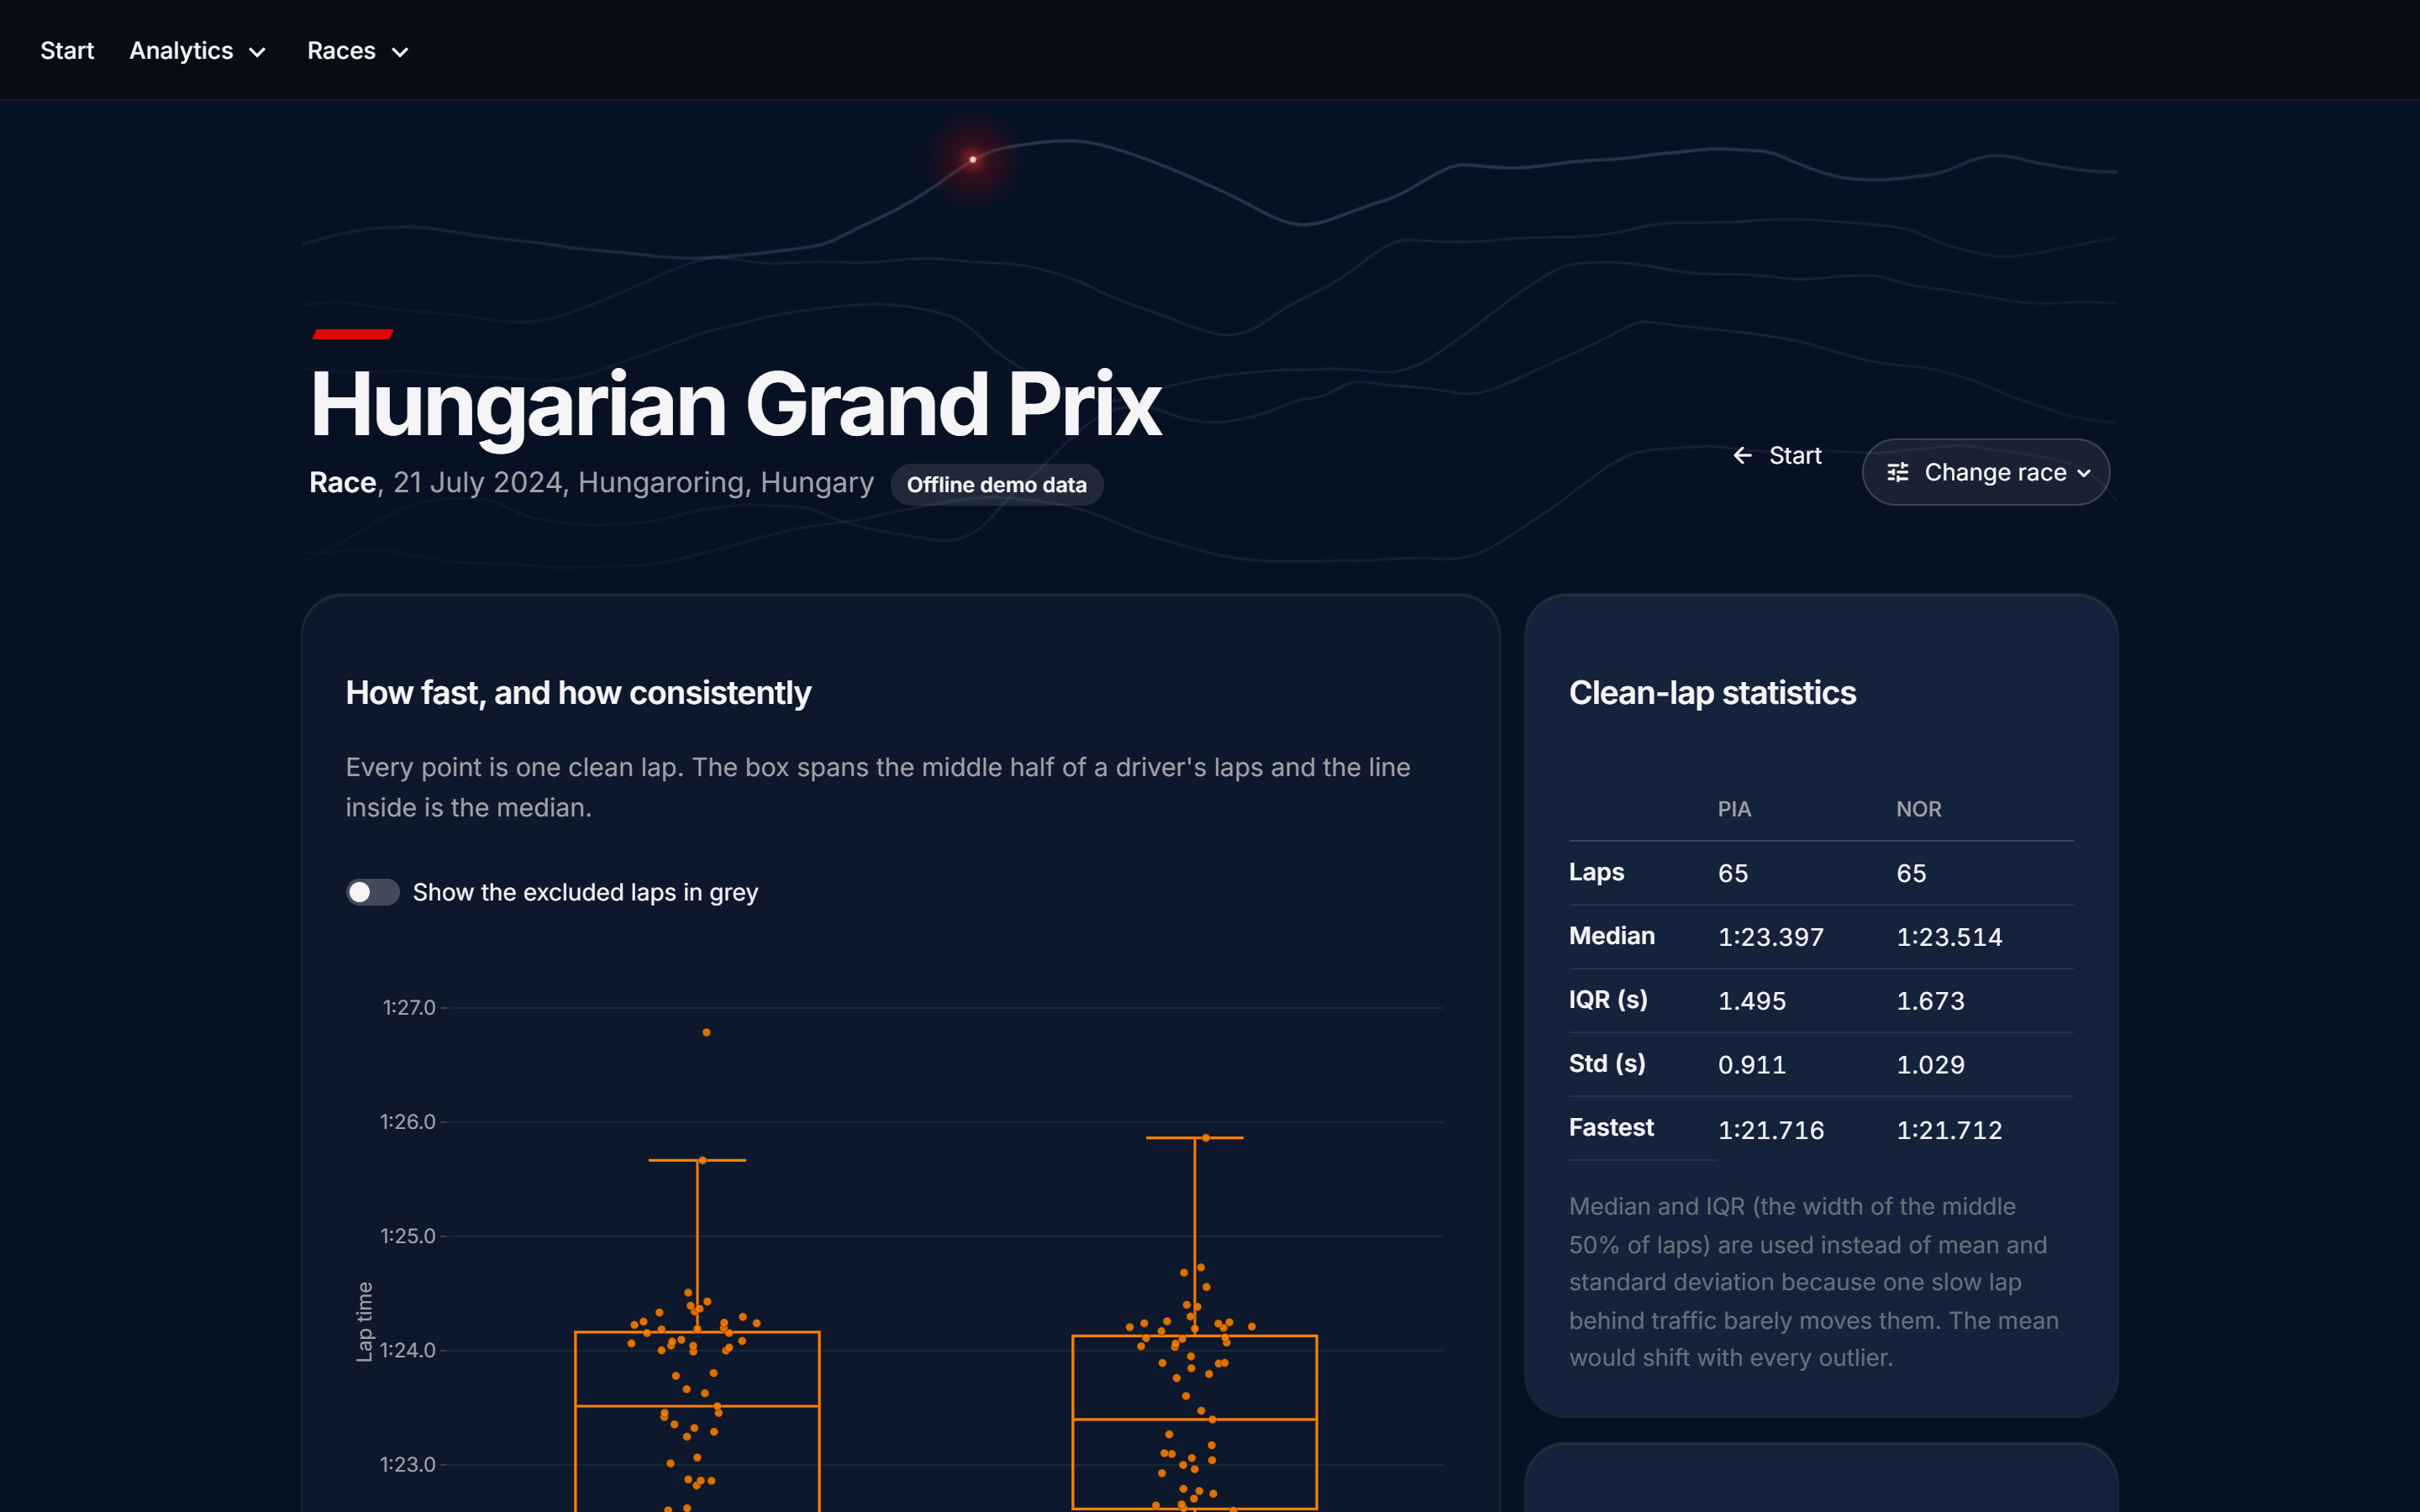 Start Analytics Races
Hungarian Grand Prix
Race, 21 July 2024, Hungaroring, Hungary Offline demo data
Start
Change race
How fast, and how consistently
Every point is one clean lap. The box spans the middle half of a driver's laps and the line
inside is the median.
Show the excluded laps in grey
1:27.0
1:26.0
1:25.0
1:24.0
1:23.0
Lap time
Clean-lap statistics
PIA NOR
Laps 65 65
Median 1:23.397 1:23.514
IQR (s) 1.495 1.673
Std (s) 0.911 1.029
Fastest 1:21.716 1:21.712
Median and IQR (the width of the middle
50% of laps) are used instead of mean and
standard deviation because one slow lap
behind traffic barely moves them. The mean
would shift with every outlier.